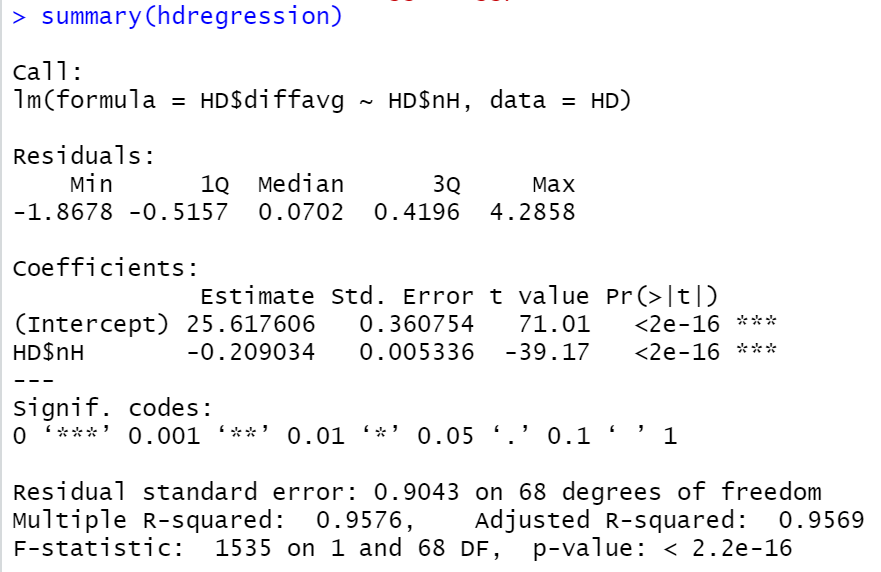 > summary(hdregression)
Call:
lm(formula = HD$diffavg ~ HD$nH, data = HD)
Residuals:
    Min      1Q  Median      3Q     Max
-1.8678 -0.5157  0.0702  0.4196  4.2858
Coefficients:
             Estimate Std. Error t value Pr(>|t|)
(Intercept) 25.617606   0.360754   71.01   <2e-16 ***
HD$nH       -0.209034   0.005336  -39.17   <2e-16 ***
---
Signif. codes:
0 ‘***’ 0.001 ‘**’ 0.01 ‘*’ 0.05 ‘.’ 0.1 ‘ ’ 1
Residual standard error: 0.9043 on 68 degrees of freedom
Multiple R-squared:  0.9576,    Adjusted R-squared:  0.9569
F-statistic:  1535 on 1 and 68 DF,  p-value: < 2.2e-16